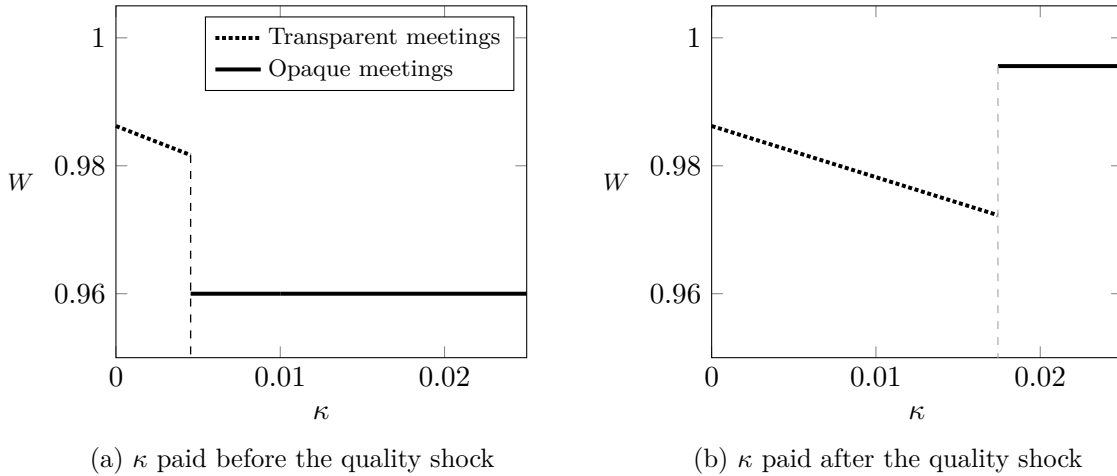 1
0.98
0.96
W
0
0.01
0.02
κ
Transparent meetings
Opaque meetings
(a) κ paid before the quality shock
1
0.98
0.96
W
0
0.01
0.02
κ
(b) κ paid after the quality shock